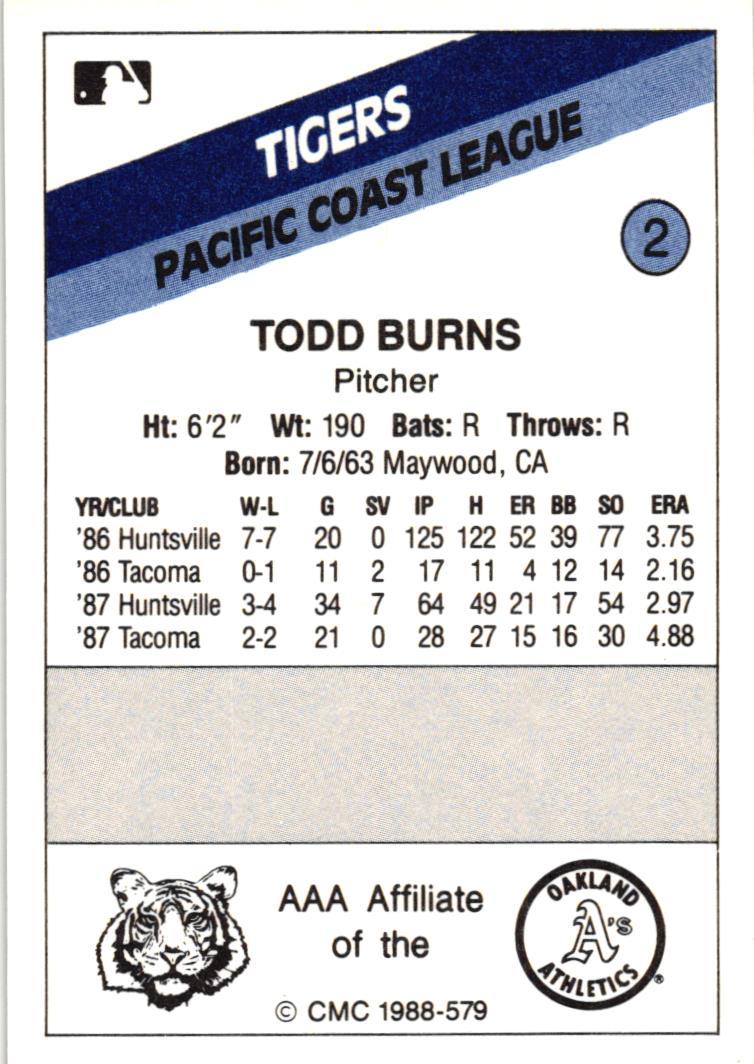 TIGERS
PACIFIC COAST LEAGUE
2
TODD BURNS
Pitcher
Ht: 6'2" Wt: 190 Bats: R Throws: R
Born: 7/6/63 Maywood, CA
YR/CLUB W-L G SV IP H ER BB SO ERA
'86 Huntsville 7-7 20 0 125 122 52 39 77 3.75
'86 Tacoma 0-1 11 2 17 11 4 12 14 2.16
'87 Huntsville 3-4 34 7 64 49 21 17 54 2.97
'87 Tacoma 2-2 21 0 28 27 15 16 30 4.88
AAA Affiliate
of the
OAKLAND
A's
ATHLETICS ®
© CMC 1988-579